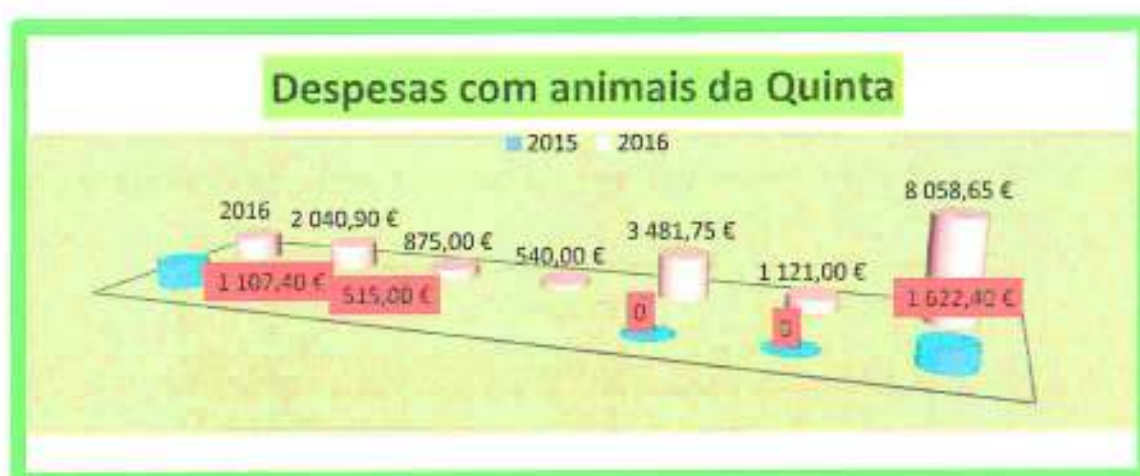 Despesas com animais da Quinta
2015 2016
8 058,65 €
2016
2 040,90 €
3 481,75 €
875,00 €
540,00 €
1 121,00 €
1 107,40 €
515,00 €
0
0
1 622,40 €